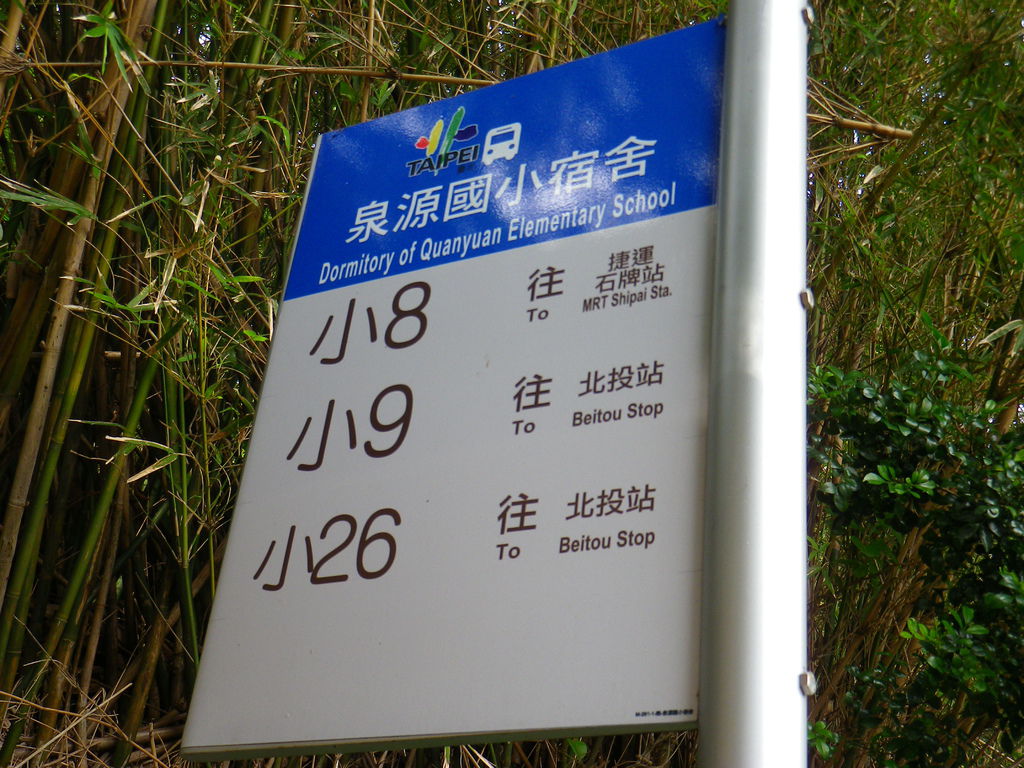 TAIPEI
泉源國小宿舍
Dormitory of Quanyuan Elementary School
小8 往 捷運
石牌站
To MRT Shipai Sta.
小9 往 北投站
To Beitou Stop
小26 往 北投站
To Beitou Stop